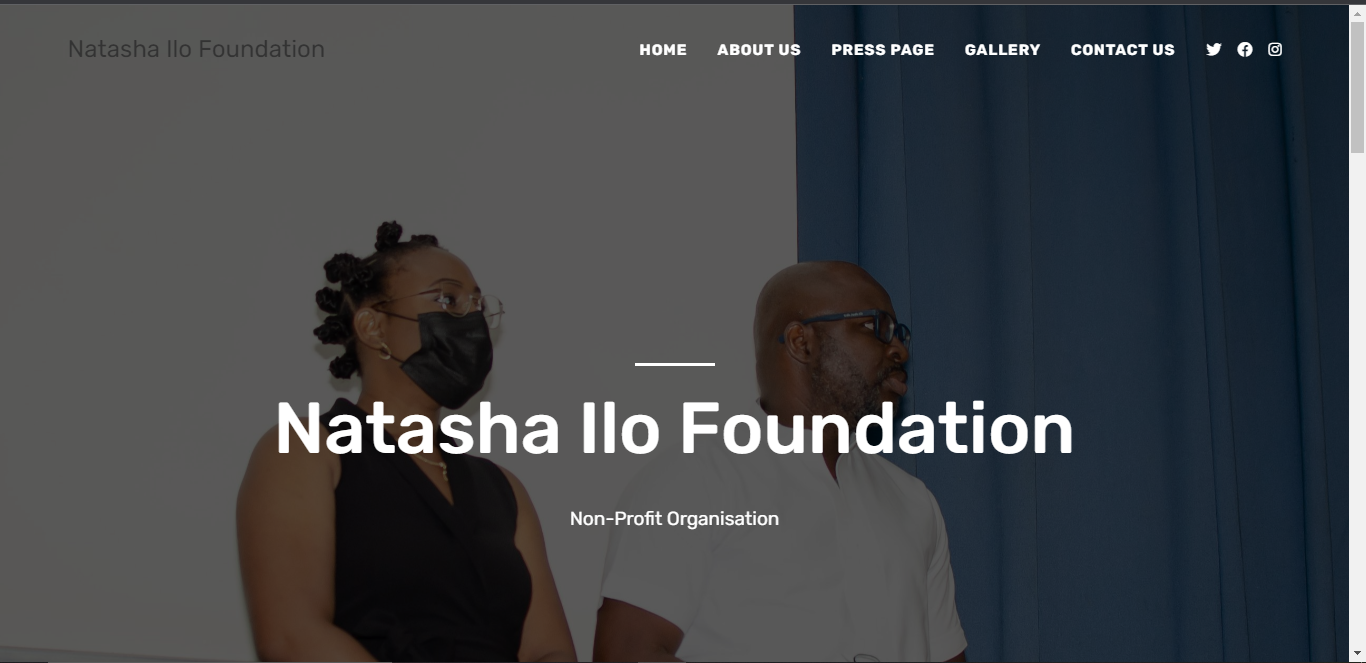 Natasha Ilo Foundation
HOME ABOUT US PRESS PAGE GALLERY CONTACT US
Natasha Ilo Foundation
Non-Profit Organisation